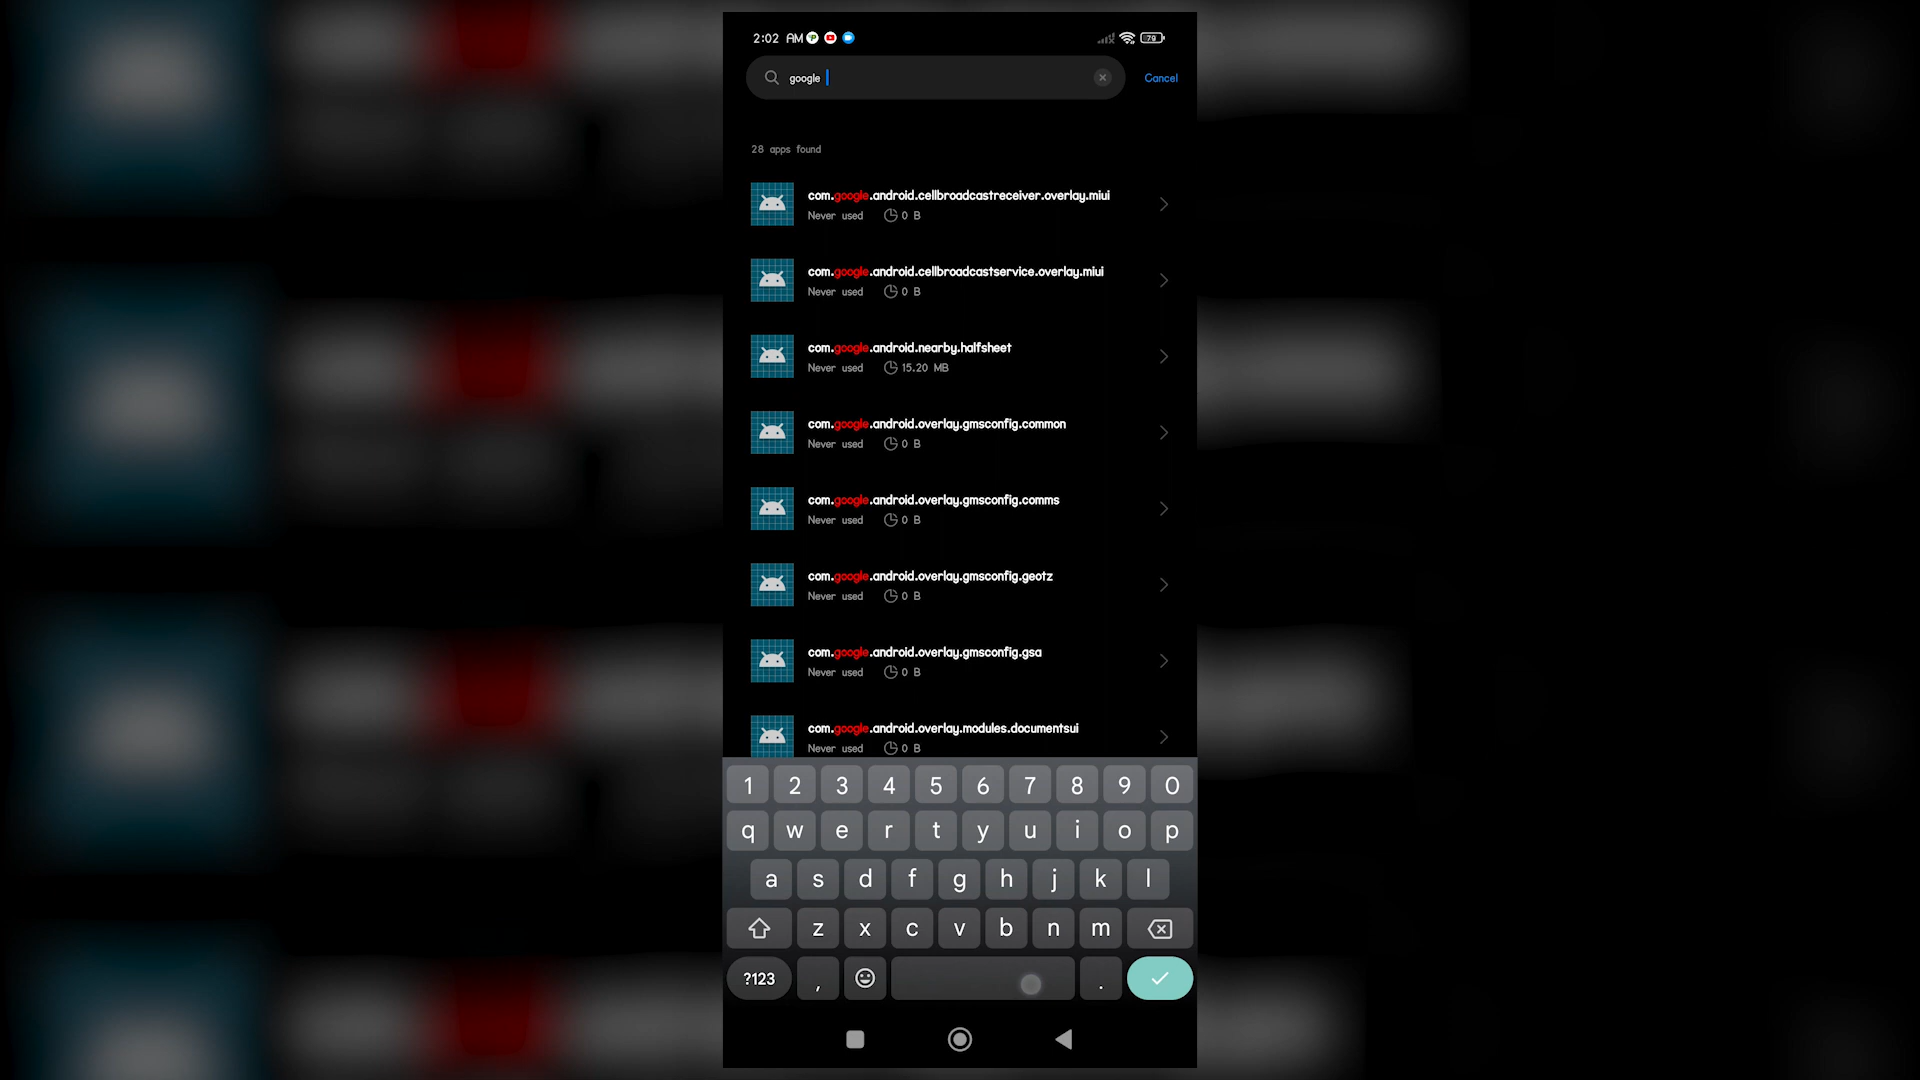 2:02 AM
79
google
Cancel
28 apps found
com.google.android.cellbroadcastreceiver.overlay.miui
Never used 0 B
com.google.android.cellbroadcastservice.overlay.miui
Never used 0 B
com.google.android.nearby.halfsheet
Never used 15.20 MB
com.google.android.overlay.gmsconfig.common
Never used 0 B
com.google.android.overlay.gmsconfig.comms
Never used 0 B
com.google.android.overlay.gmsconfig.geotz
Never used 0 B
com.google.android.overlay.gmsconfig.gsa
Never used 0 B
com.google.android.overlay.modules.documentsui
Never used 0 B
1 2 3 4 5 6 7 8 9 0
q w e r t y u i o p
a s d f g h j k l
z x c v b n m
?123 , .